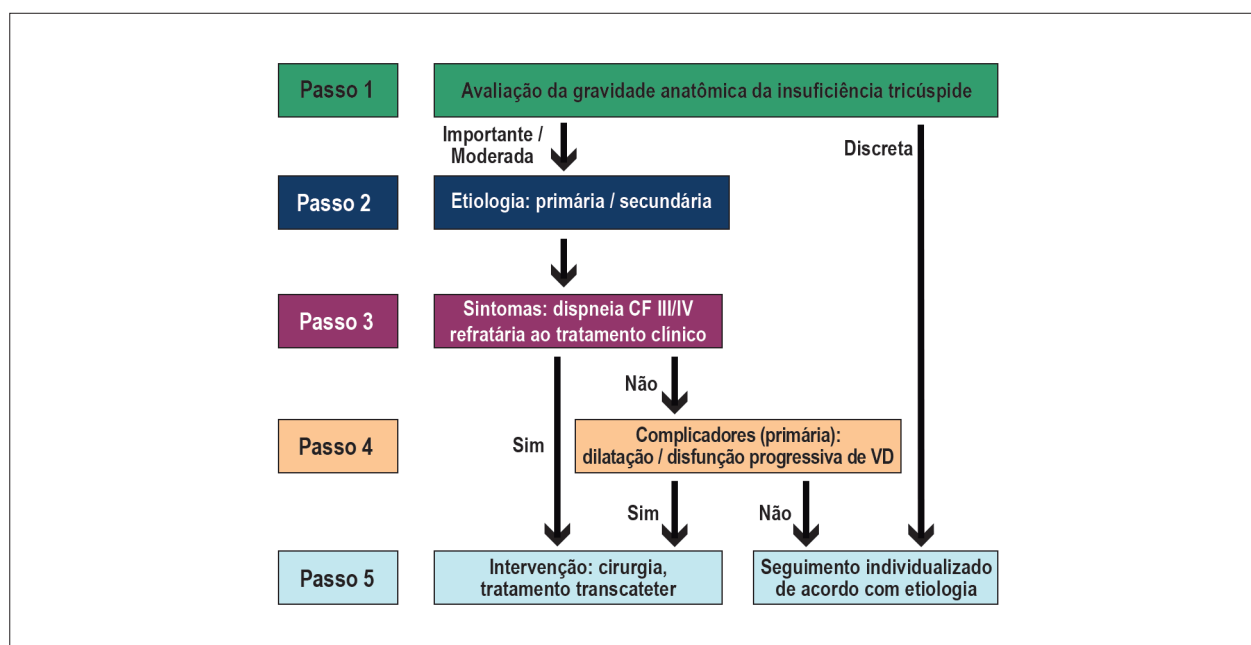 Passo 1
Avaliação da gravidade anatômica da insuficiência tricúspide
Importante /
Moderada
Discreta
Passo 2
Etiologia: primária / secundária
Passo 3
Sintomas: dispneia CF III/IV
refratária ao tratamento clínico
Não
Passo 4
Complicadores (primária):
dilatação / disfunção progressiva de VD
Sim
Sim
Não
Passo 5
Intervenção: cirurgia,
tratamento transcateter
Seguimento individualizado
de acordo com etiologia